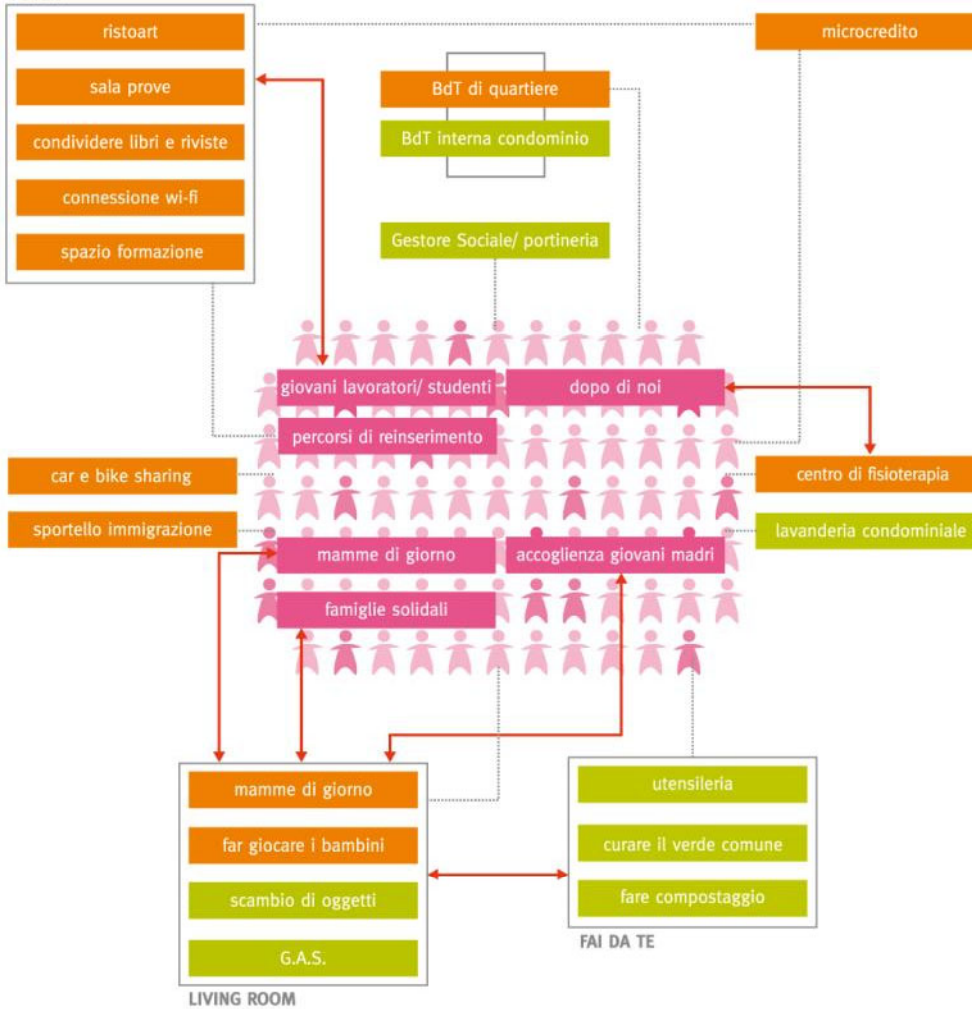 ristoart
sala prove
condividere libri e riviste
connessione wi-fi
spazio formazione
microcredito
BdT di quartiere
BdT interna condominio
Gestore Sociale/ portineria
giovani lavoratori/ studenti
dopo di noi
percorsi di reinserimento
car e bike sharing
centro di fisioterapia
sportello immigrazione
lavanderia condominiale
mamme di giorno
accoglienza giovani madri
famiglie solidali
mamme di giorno
far giocare i bambini
scambio di oggetti
G.A.S.
LIVING ROOM
utensileria
curare il verde comune
fare compostaggio
FAI DA TE